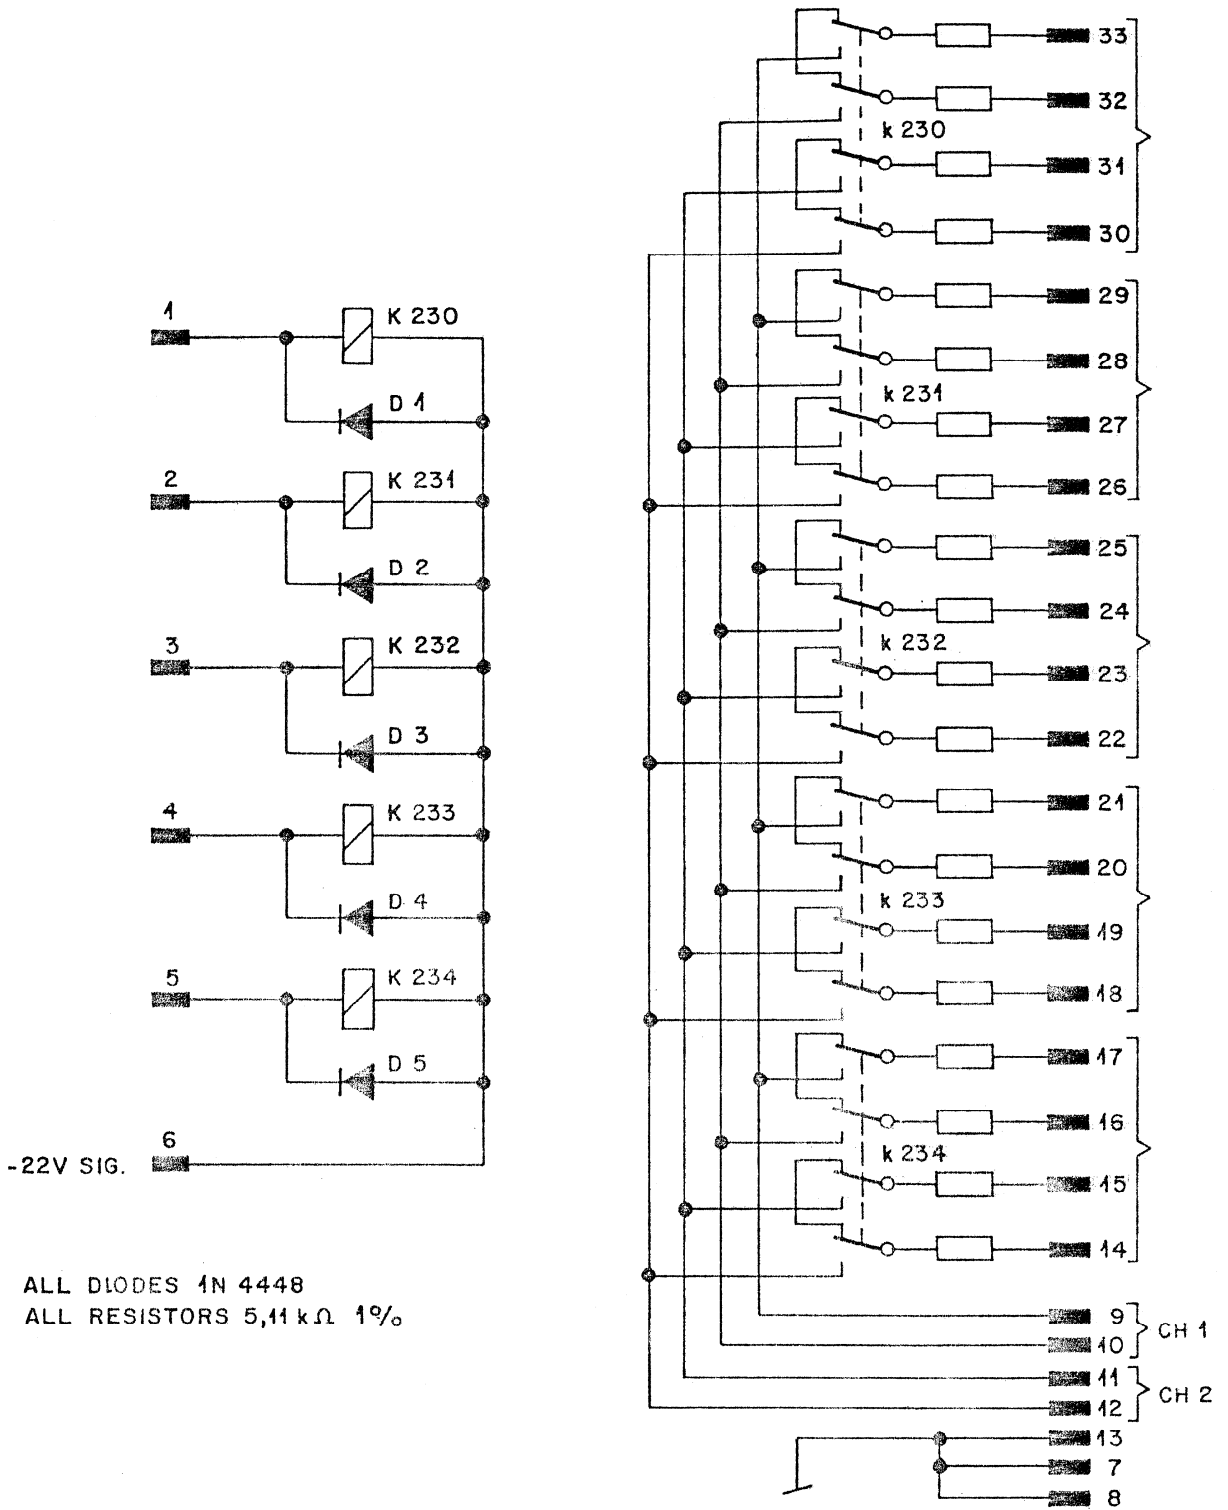 1
K 230
D 1
2
K 231
D 2
3
K 232
D 3
4
K 233
D 4
5
K 234
D 5
6
-22V SIG.
ALL DIODES 1N 4448
ALL RESISTORS 5,11 kΩ 1%
33
32
k 230
31
30
29
28
k 231
27
26
25
24
k 232
23
22
21
20
k 233
19
18
17
16
k 234
15
14
9
CH 1
10
11
CH 2
12
13
7
8